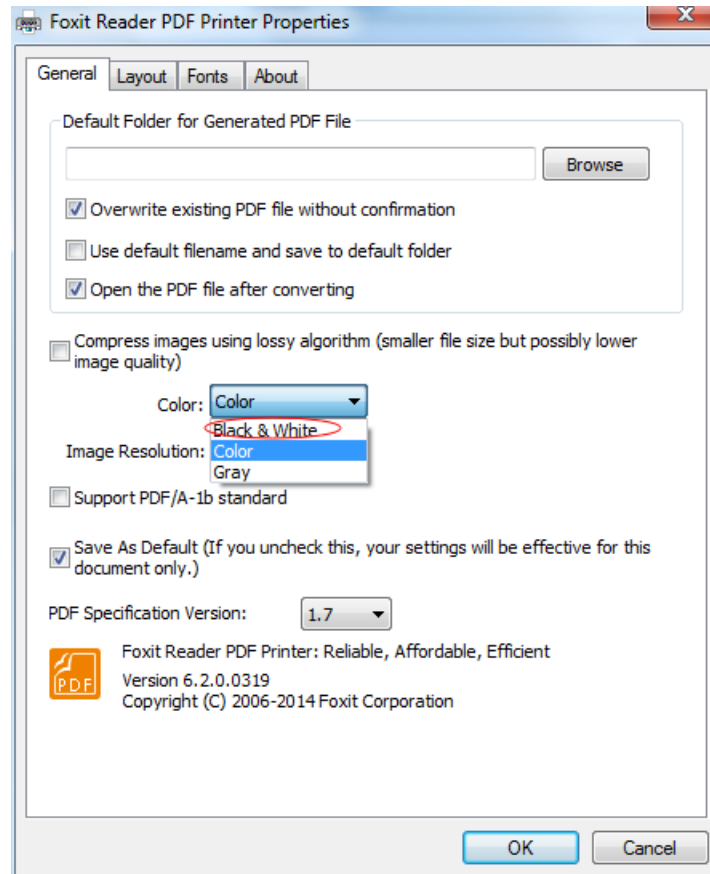 Foxit Reader PDF Printer Properties
General Layout Fonts About
Default Folder for Generated PDF File
Browse
Overwrite existing PDF file without confirmation
Use default filename and save to default folder
Open the PDF file after converting
Compress images using lossy algorithm (smaller file size but possibly lower
image quality)
Color: Color
Black & White
Image Resolution: Color
Gray
Support PDF/A-1b standard
Save As Default (If you uncheck this, your settings will be effective for this
document only.)
PDF Specification Version: 1.7
Foxit Reader PDF Printer: Reliable, Affordable, Efficient
PDF
Version 6.2.0.0319
Copyright (C) 2006-2014 Foxit Corporation
OK Cancel